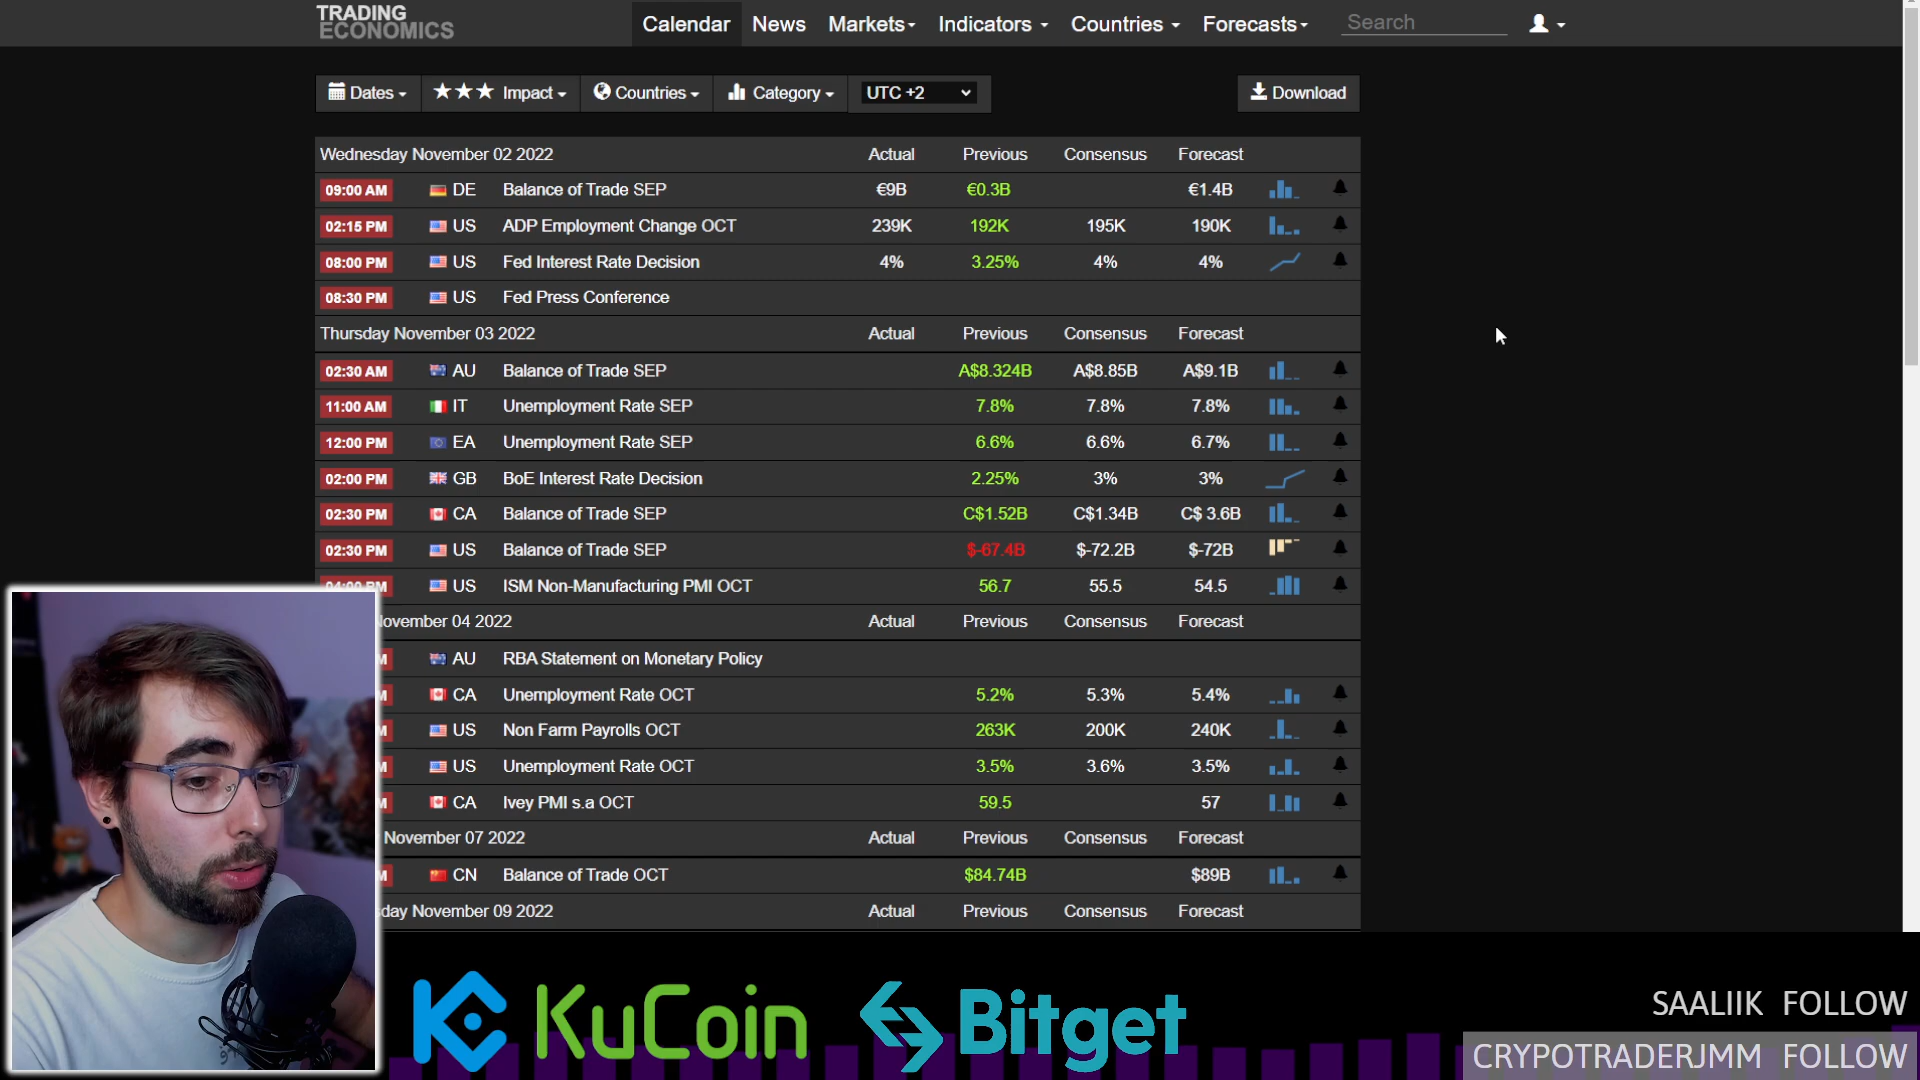 TRADING
ECONOMICS
Calendar News Markets Indicators Countries Forecasts Search
Dates Impact Countries Category UTC +2 Download
Wednesday November 02 2022 Actual Previous Consensus Forecast
09:00 AM DE Balance of Trade SEP €9B €0.3B €1.4B
02:15 PM US ADP Employment Change OCT 239K 192K 195K 190K
08:00 PM US Fed Interest Rate Decision 4% 3.25% 4% 4%
08:30 PM US Fed Press Conference
Thursday November 03 2022 Actual Previous Consensus Forecast
02:30 AM AU Balance of Trade SEP A$8.324B A$8.85B A$9.1B
11:00 AM IT Unemployment Rate SEP 7.8% 7.8% 7.8%
12:00 PM EA Unemployment Rate SEP 6.6% 6.6% 6.7%
02:00 PM GB BoE Interest Rate Decision 2.25% 3% 3%
02:30 PM CA Balance of Trade SEP C$1.52B C$1.34B C$ 3.6B
02:30 PM US Balance of Trade SEP $-67.4B $-72.2B $-72B
04:00 PM US ISM Non-Manufacturing PMI OCT 56.7 55.5 54.5
November 04 2022 Actual Previous Consensus Forecast
M AU RBA Statement on Monetary Policy
M CA Unemployment Rate OCT 5.2% 5.3% 5.4%
M US Non Farm Payrolls OCT 263K 200K 240K
M US Unemployment Rate OCT 3.5% 3.6% 3.5%
M CA Ivey PMI s.a OCT 59.5 57
November 07 2022 Actual Previous Consensus Forecast
M CN Balance of Trade OCT $84.74B $89B
sday November 09 2022 Actual Previous Consensus Forecast
KuCoin Bitget
SAALIIK FOLLOW
CRYPOTRADERJMM FOLLOW